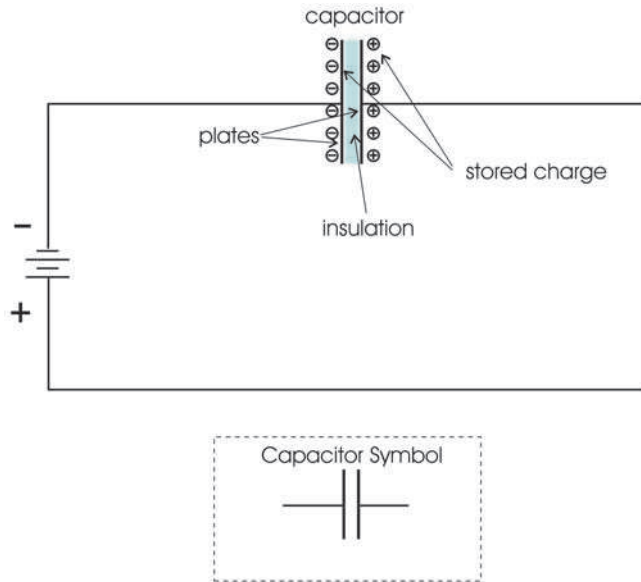 capacitor
plates
stored charge
insulation
-
+
Capacitor Symbol